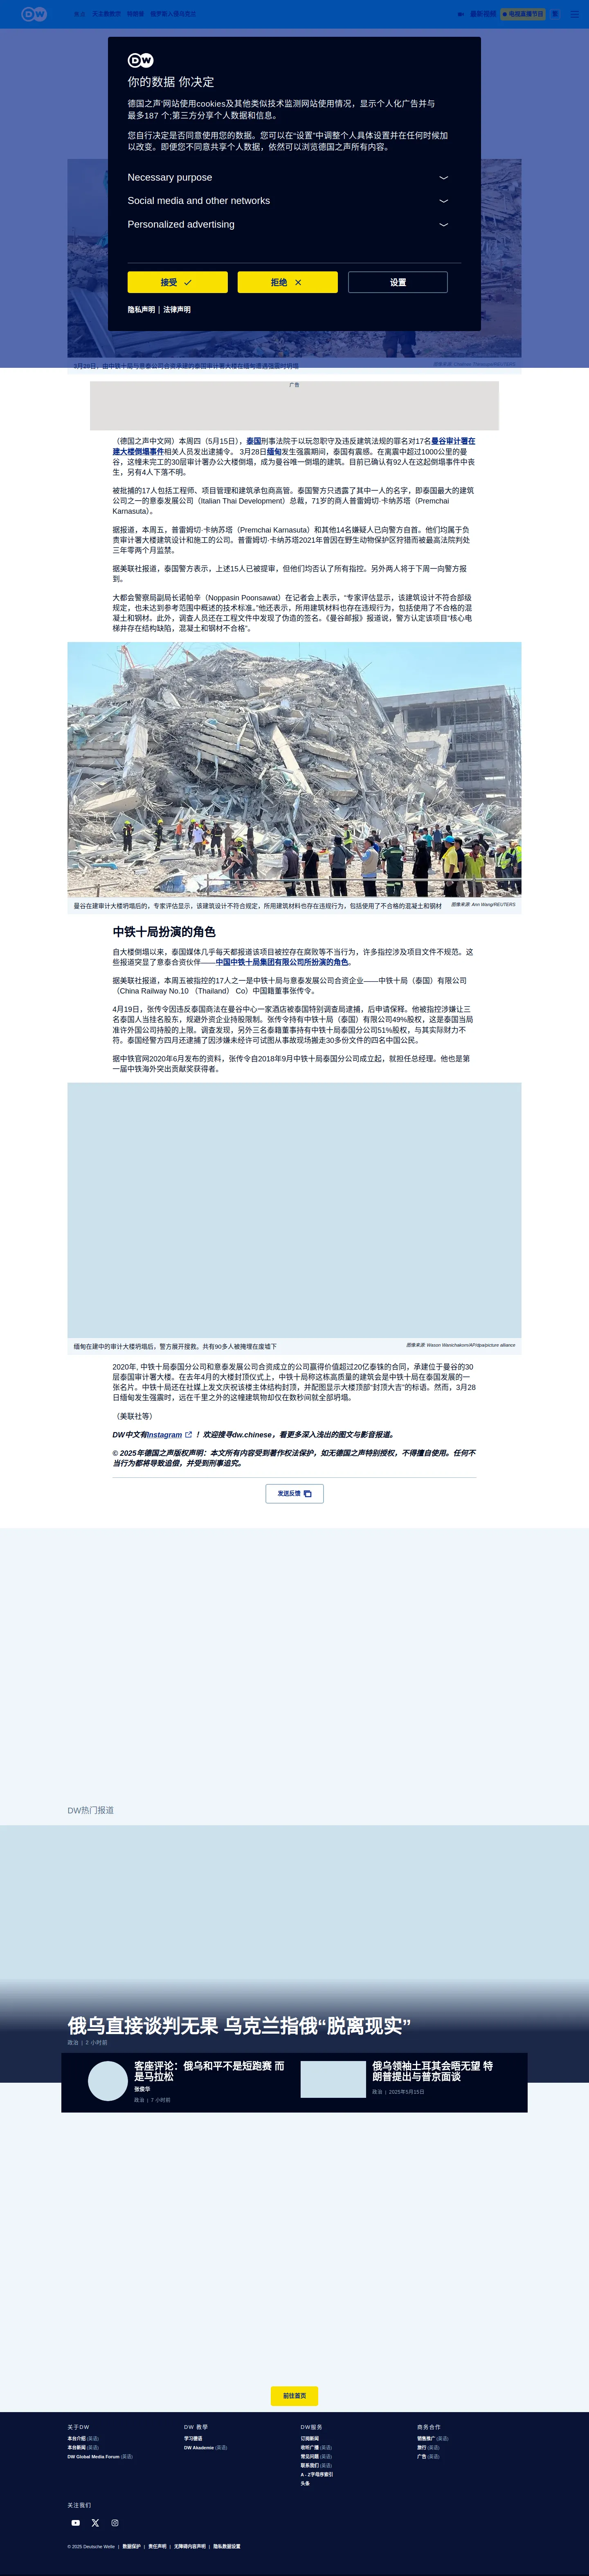 DW
最新视频
电视直播节目
你的数据 你决定
德国之声'网站使用cookies及其他类似技术监测网站使用情况，显示个人化广告并与
最多187 个;第三方分享个人数据和信息。
您自行决定是否同意使用您的数据。您可以在“设置”中调整个人具体设置并在任何时候加
以改变。即便您不同意共享个人数据，依然可以浏览德国之声所有内容。
Necessary purpose
Social media and other networks
Personalized advertising
接受
拒绝
设置
隐私声明 | 法律声明
3月28日，由中铁十局与意泰公司合资承建的泰国审计署大楼在缅甸遭遇强震时坍塌
广告
（德国之声中文网）本周四（5月15日），泰国刑事法院于以玩忽职守及违反建筑法规的罪名对17名曼谷审计署在
建大楼倒塌事件相关人员发出逮捕令。 3月28日缅甸发生强震期间，泰国有震感。在离震中超过1000公里的曼
谷，这幢未完工的30层审计署办公大楼倒塌，成为曼谷唯一倒塌的建筑。目前已确认有92人在这起倒塌事件中丧
生，另有4人下落不明。
被批捕的17人包括工程师、项目管理和建筑承包商高管。泰国警方只透露了其中一人的名字，即泰国最大的建筑
公司之一的意泰发展公司（Italian Thai Development）总裁，71岁的商人普雷姆切·卡纳苏塔（Premchai
Karnasuta）。
据报道，本周五，普雷姆切·卡纳苏塔（Premchai Karnasuta）和其他14名嫌疑人已向警方自首。他们均属于负
责审计署大楼建筑设计和施工的公司。普雷姆切·卡纳苏塔2021年曾因在野生动物保护区狩猎而被最高法院判处
三年零两个月监禁。
据美联社报道，泰国警方表示，上述15人已被提审，但他们均否认了所有指控。另外两人将于下周一向警方报
到。
大都会警察局副局长诺帕辛（Noppasin Poonsawat）在记者会上表示，“专家评估显示，该建筑设计不符合部级
规定，也未达到参考范围中概述的技术标准。”他还表示，所用建筑材料也存在违规行为，包括使用了不合格的混
凝土和钢材。此外，调查人员还在工程文件中发现了伪造的签名。《曼谷邮报》报道说，警方认定该项目“核心电
梯井存在结构缺陷，混凝土和钢材不合格”。
曼谷在建审计大楼坍塌后的，专家评估显示，该建筑设计不符合规定，所用建筑材料也存在违规行为，包括使用了不合格的混凝土和钢材
图像来源: Ann Wang/REUTERS
中铁十局扮演的角色
自大楼倒塌以来，泰国媒体几乎每天都报道该项目被控存在腐败等不当行为，许多指控涉及项目文件不规范。这
些报道突显了意泰合资伙伴——中国中铁十局集团有限公司所扮演的角色。
据美联社报道，本周五被指控的17人之一是中铁十局与意泰发展公司合资企业——中铁十局（泰国）有限公司
（China Railway No.10 （Thailand） Co）中国籍董事张传令。
4月19日，张传令因违反泰国商法在曼谷中心一家酒店被泰国特别调查局逮捕，后申请保释。他被指控涉嫌让三
名泰国人当挂名股东，规避外资企业持股限制。张传令持有中铁十局（泰国）有限公司49%股权，这是泰国当局
准许外国公司持股的上限。调查发现，另外三名泰籍董事持有中铁十局泰国分公司51%股权，与其实际财力不
符。泰国经警方四月还逮捕了因涉嫌未经许可试图从事故现场搬走30多份文件的四名中国公民。
据中铁官网2020年6月发布的资料，张传令自2018年9月中铁十局泰国分公司成立起，就担任总经理。他也是第
一届中铁海外突出贡献奖获得者。
缅甸在建中的审计大楼坍塌后，警方展开搜救。共有90多人被掩埋在废墟下
图像来源: Wason Wanichakorn/AP/dpa/picture alliance
2020年, 中铁十局泰国分公司和意泰发展公司合资成立的公司赢得价值超过20亿泰铢的合同，承建位于曼谷的30
层泰国审计署大楼。在去年4月的大楼封顶仪式上，中铁十局称这栋高质量的建筑会是中铁十局在泰国发展的一
张名片。中铁十局还在社媒上发文庆祝该楼主体结构封顶，并配图显示大楼顶部“封顶大吉”的标语。然而，3月28
日缅甸发生强震时，远在千里之外的这幢建筑物却仅在数秒间就全部坍塌。
（美联社等）
DW中文有Instagram ！欢迎搜寻dw.chinese，看更多深入浅出的图文与影音报道。
© 2025年德国之声版权声明：本文所有内容受到著作权法保护，如无德国之声特别授权，不得擅自使用。任何不
当行为都将导致追偿，并受到刑事追究。
发送反馈
DW热门报道
俄乌直接谈判无果 乌克兰指俄“脱离现实”
政治 | 2 小时前
客座评论：俄乌和平不是短跑赛 而
是马拉松
张俊华
政治 | 7 小时前
俄乌领袖土耳其会晤无望 特
朗普提出与普京面谈
政治 | 2025年5月15日
前往首页
关于DW
本台介绍 (英语)
本台新闻 (英语)
DW Global Media Forum (英语)
DW 教學
学习德语
DW Akademie (英语)
DW服务
订阅新闻
收听广播 (英语)
常见问题 (英语)
联系我们 (英语)
A - Z字母序索引
头条
商务合作
销售推广 (英语)
旅行 (英语)
广告 (英语)
关注我们
© 2025 Deutsche Welle | 数据保护 | 责任声明 | 无障碍内容声明 | 隐私数据设置